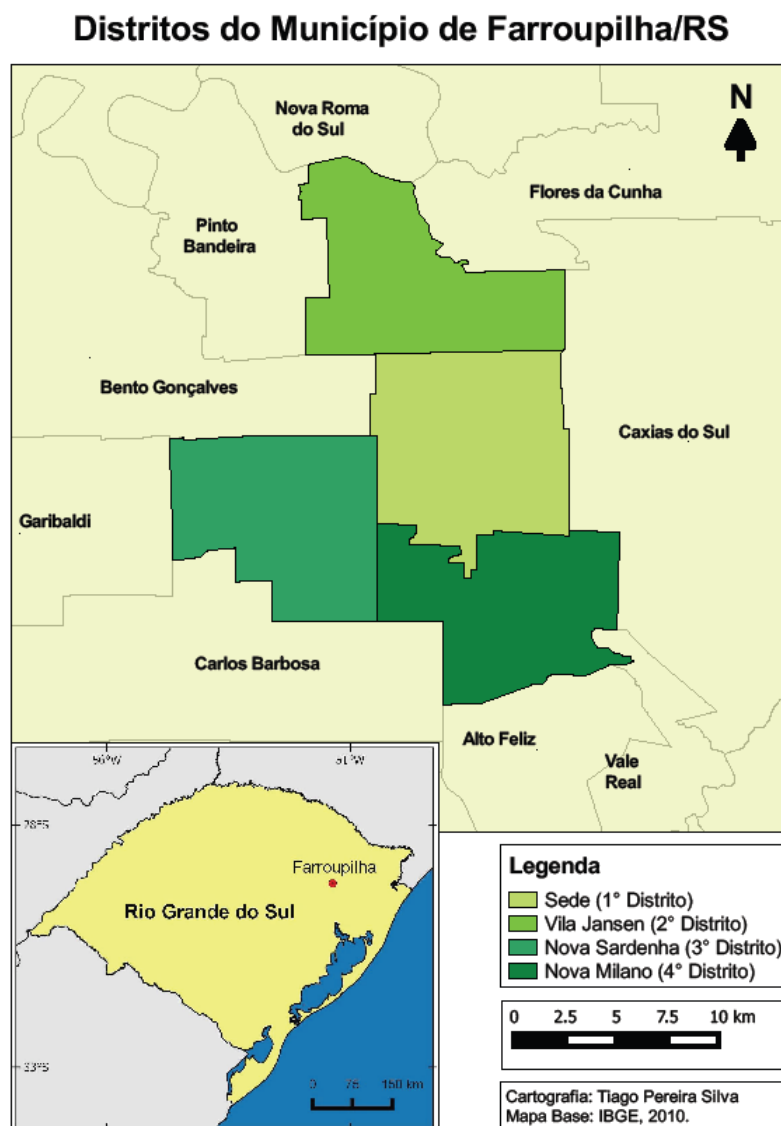 Distritos do Município de Farroupilha/RS
Nova Roma
do Sul
N
Flores da Cunha
Pinto
Bandeira
Bento Gonçalves
Caxias do Sul
Garibaldi
Carlos Barbosa
Alto Feliz
Vale
Real
Farroupilha
Rio Grande do Sul
33°S
0 75 150 km
Legenda
Sede (1° Distrito)
Vila Jansen (2° Distrito)
Nova Sardenha (3° Distrito)
Nova Milano (4° Distrito)
0 2.5 5 7.5 10 km
Cartografia: Tiago Pereira Silva
Mapa Base: IBGE, 2010.